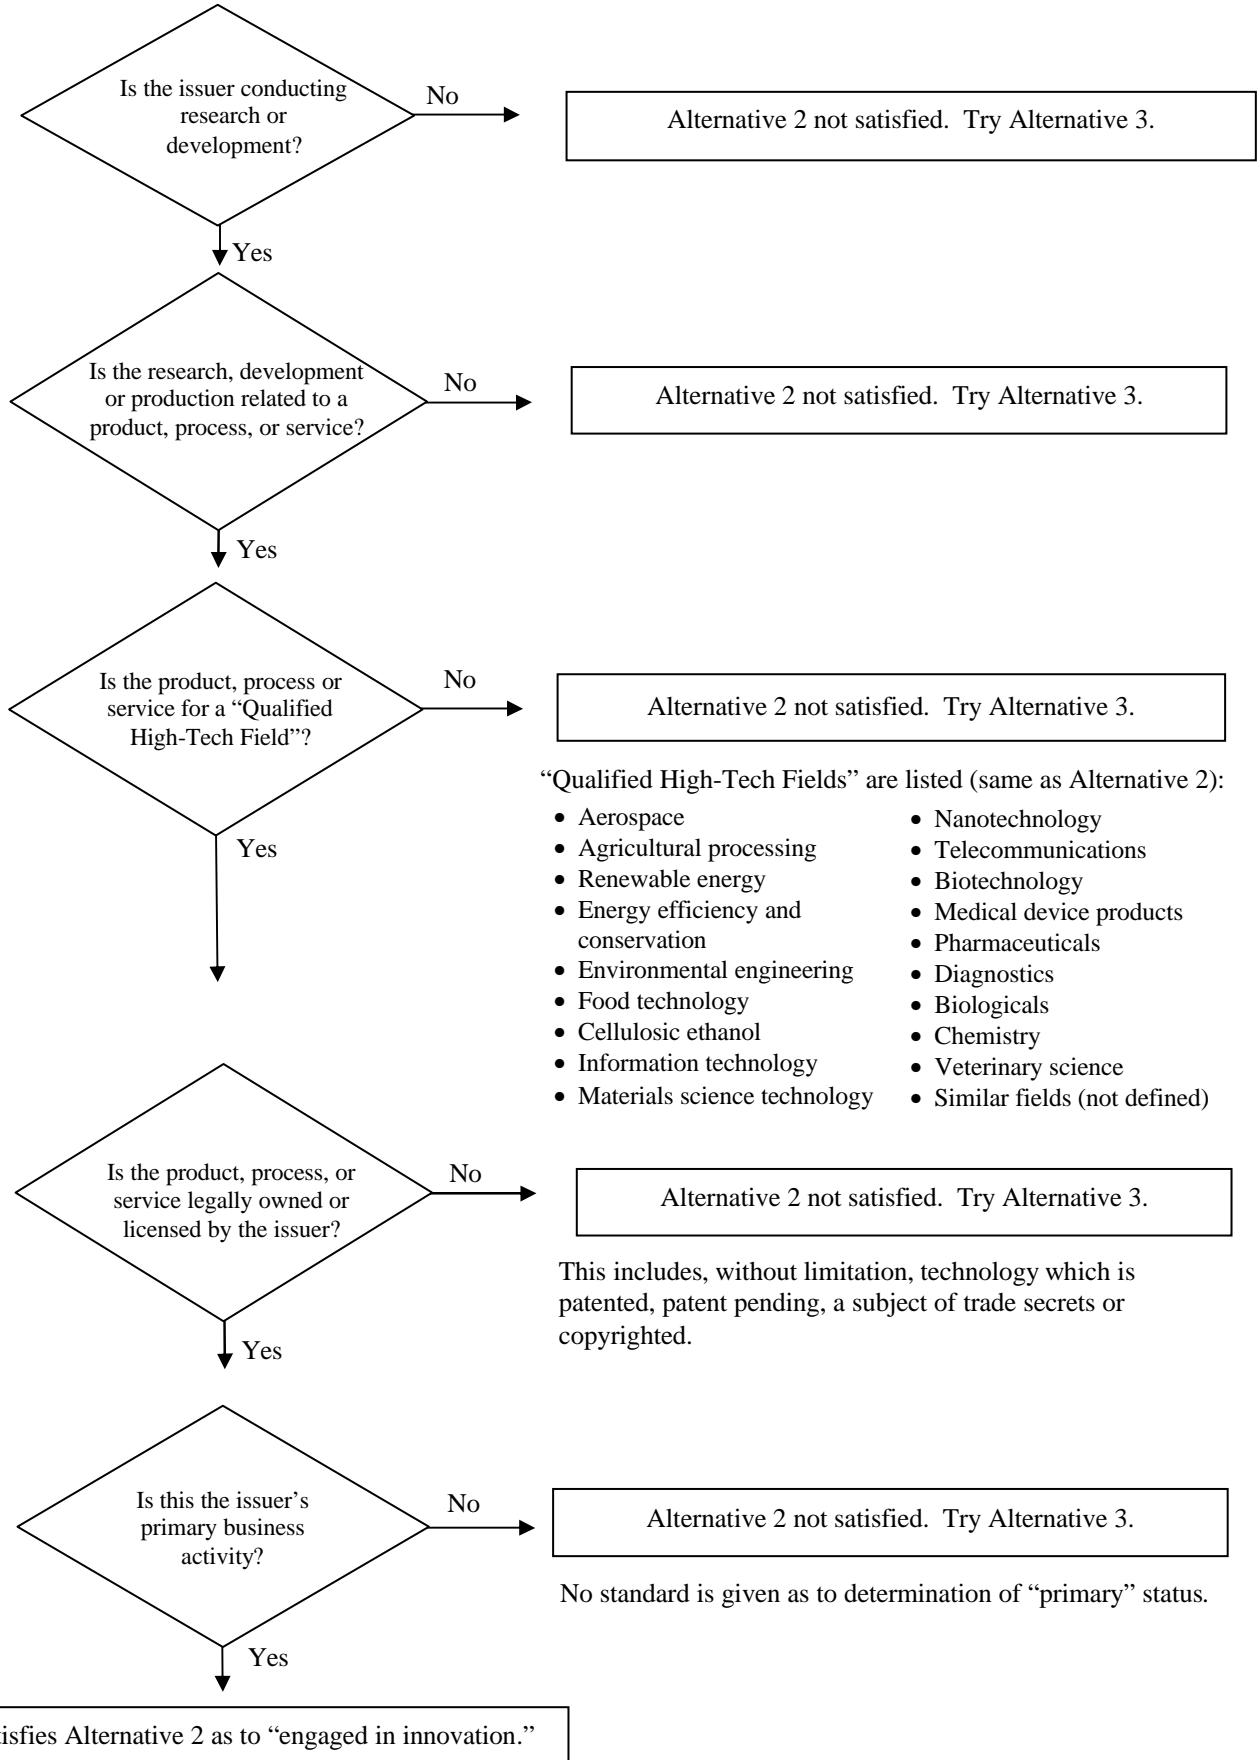 Is the issuer conducting
research or
development?
No
Alternative 2 not satisfied.  Try Alternative 3.
Yes
Is the research, development
or production related to a
product, process, or service?
No
Alternative 2 not satisfied.  Try Alternative 3.
Yes
Is the product, process or
service for a “Qualified
High-Tech Field”?
No
Alternative 2 not satisfied.  Try Alternative 3.
Yes
“Qualified High-Tech Fields” are listed (same as Alternative 2):
• Aerospace
• Agricultural processing
• Renewable energy
• Energy efficiency and
conservation
• Environmental engineering
• Food technology
• Cellulosic ethanol
• Information technology
• Materials science technology
• Nanotechnology
• Telecommunications
• Biotechnology
• Medical device products
• Pharmaceuticals
• Diagnostics
• Biologicals
• Chemistry
• Veterinary science
• Similar fields (not defined)
Is the product, process, or
service legally owned or
licensed by the issuer?
No
Alternative 2 not satisfied.  Try Alternative 3.
This includes, without limitation, technology which is
patented, patent pending, a subject of trade secrets or
copyrighted.
Yes
Is this the issuer’s
primary business
activity?
No
Alternative 2 not satisfied.  Try Alternative 3.
No standard is given as to determination of “primary” status.
Yes
Alternative 2 as to “engaged in innovation.”